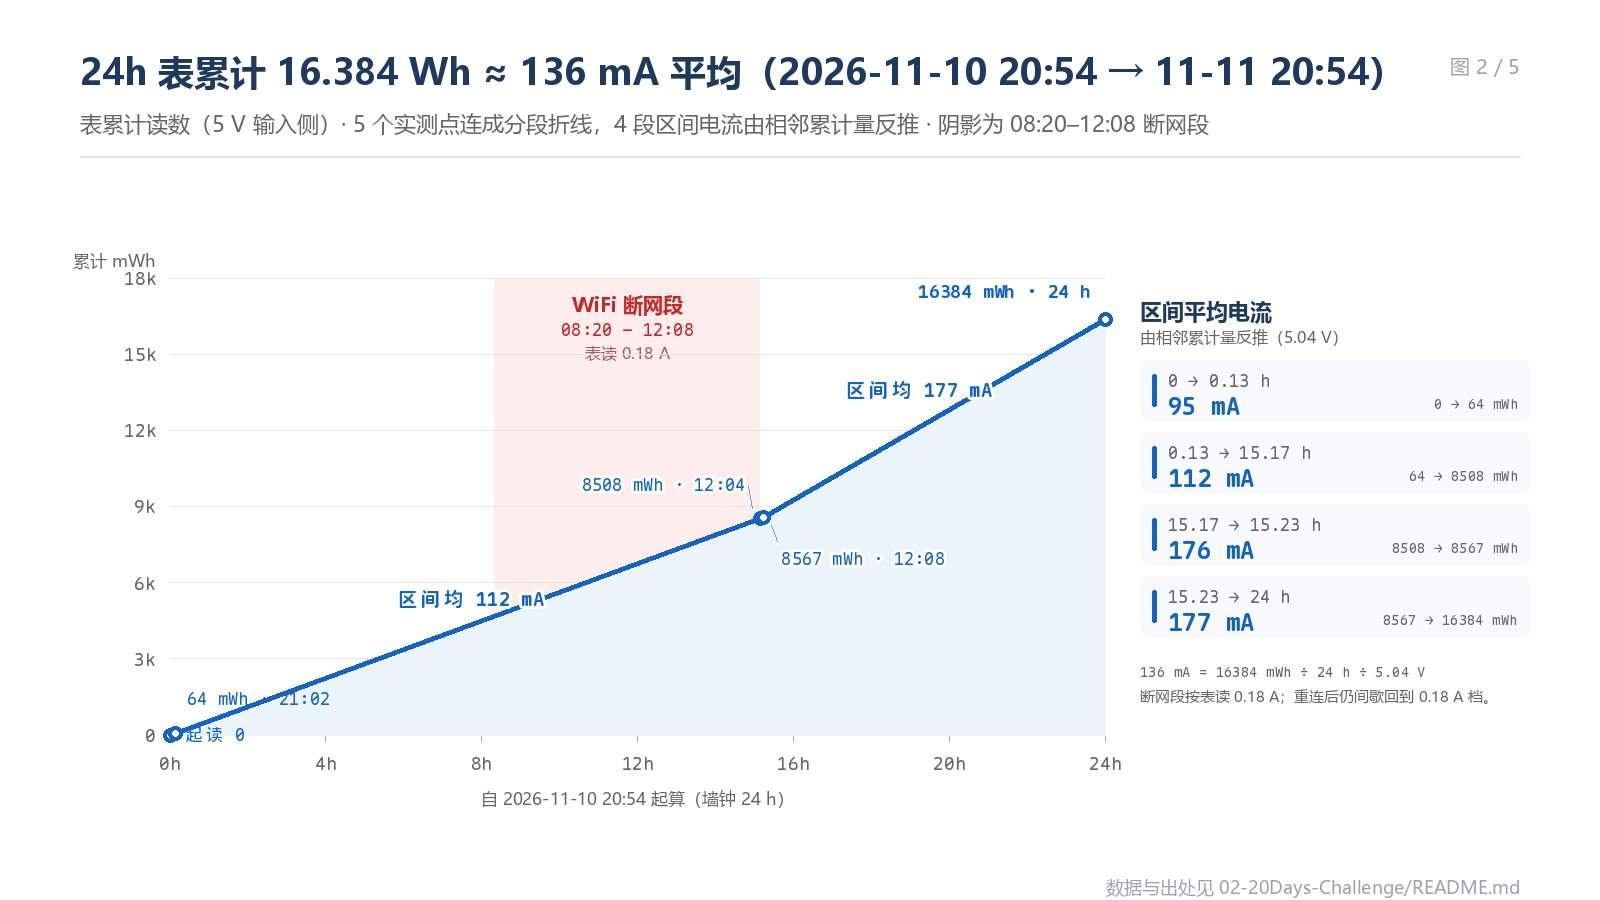 24h 表累计 16.384 Wh ≈ 136 mA 平均（2026-11-10 20:54 → 11-11 20:54）
图 2 / 5
表累计读数（5 V 输入侧）· 5 个实测点连成分段折线，4 段区间电流由相邻累计量反推 · 阴影为 08:20–12:08 断网段
累计 mWh
18k
15k
12k
9k
6k
3k
0
WiFi 断网段
08:20 – 12:08
表读 0.18 A
16384 mWh · 24 h
区间均 177 mA
8508 mWh · 12:04
8567 mWh · 12:08
区间均 112 mA
64 mWh · 21:02
起读 0
0h
4h
8h
12h
16h
20h
24h
自 2026-11-10 20:54 起算（墙钟 24 h）
区间平均电流
由相邻累计量反推（5.04 V）
0 → 0.13 h
95 mA
0 → 64 mWh
0.13 → 15.17 h
112 mA
64 → 8508 mWh
15.17 → 15.23 h
176 mA
8508 → 8567 mWh
15.23 → 24 h
177 mA
8567 → 16384 mWh
136 mA = 16384 mWh ÷ 24 h ÷ 5.04 V
断网段按表读 0.18 A；重连后仍间歇回到 0.18 A 档。
数据与出处见 02-20Days-Challenge/README.md